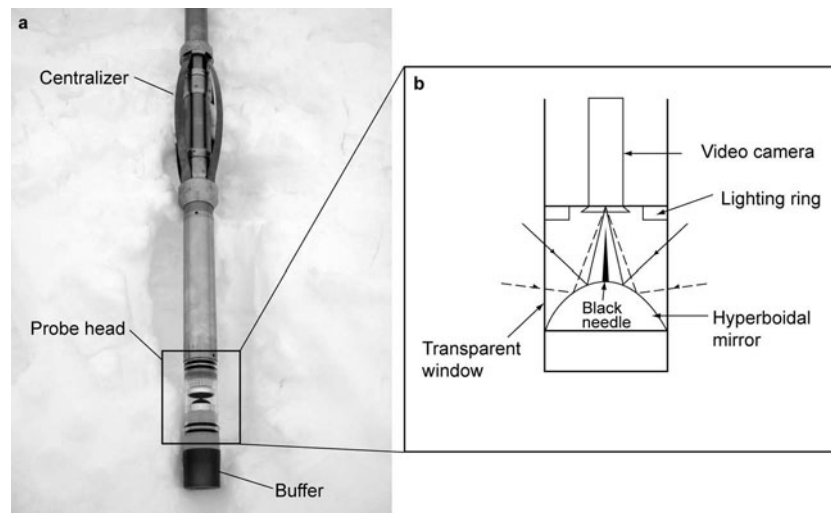 a
Centralizer
Probe head
Buffer
b
Video camera
Lighting ring
Black
needle
Hyperboidal
mirror
Transparent
window